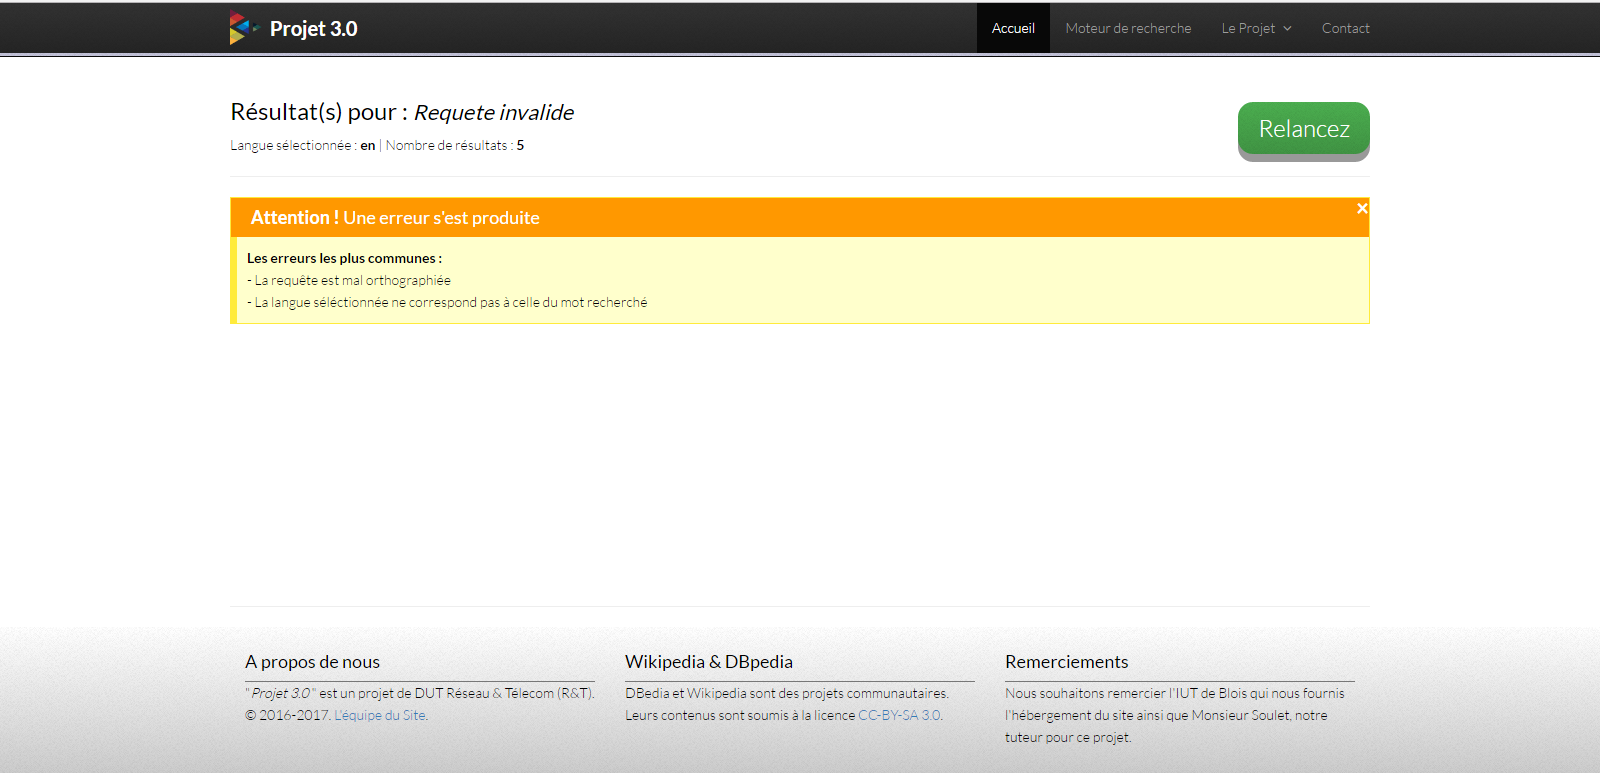 Projet 3.0
Accueil
Moteur de recherche
Le Projet
Contact
Résultat(s) pour : Requete invalide
Langue sélectionnée : en | Nombre de résultats : 5
Relancez
Attention ! Une erreur s'est produite
×
Les erreurs les plus communes :
- La requête est mal orthographiée
- La langue séléctionnée ne correspond pas à celle du mot recherché
A propos de nous
"Projet 3.0" est un projet de DUT Réseau & Télecom (R&T).
© 2016-2017. L'équipe du Site.
Wikipedia & DBpedia
DBedia et Wikipedia sont des projets communautaires.
Leurs contenus sont soumis à la licence CC-BY-SA 3.0.
Remerciements
Nous souhaitons remercier l'IUT de Blois qui nous fournis
l'hébergement du site ainsi que Monsieur Soulet, notre
tuteur pour ce projet.